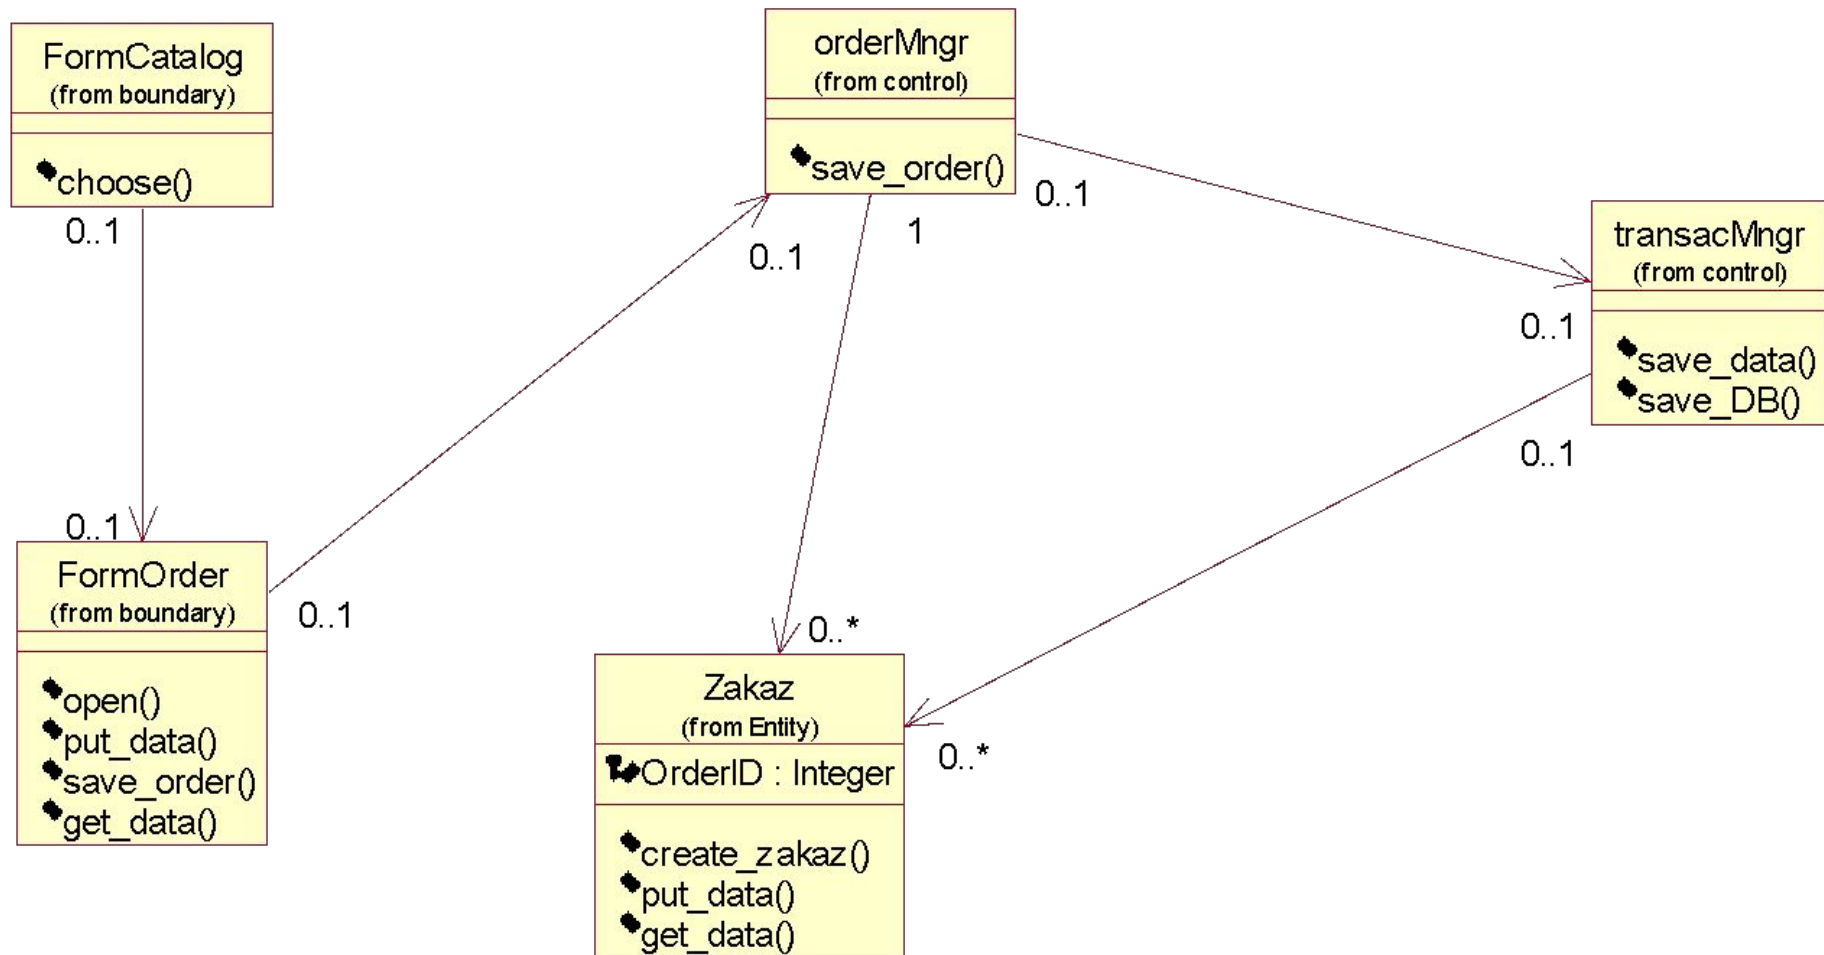 FormCatalog
(from boundary)
choose()
0..1
0..1
FormOrder
(from boundary)
open()
put_data()
save_order()
get_data()
0..1
orderMngr
(from control)
save_order()
0..1
1
0..1
0..*
Zakaz
(from Entity)
OrderID : Integer
create_zakaz()
put_data()
get_data()
0..*
transacMngr
(from control)
0..1
save_data()
save_DB()
0..1